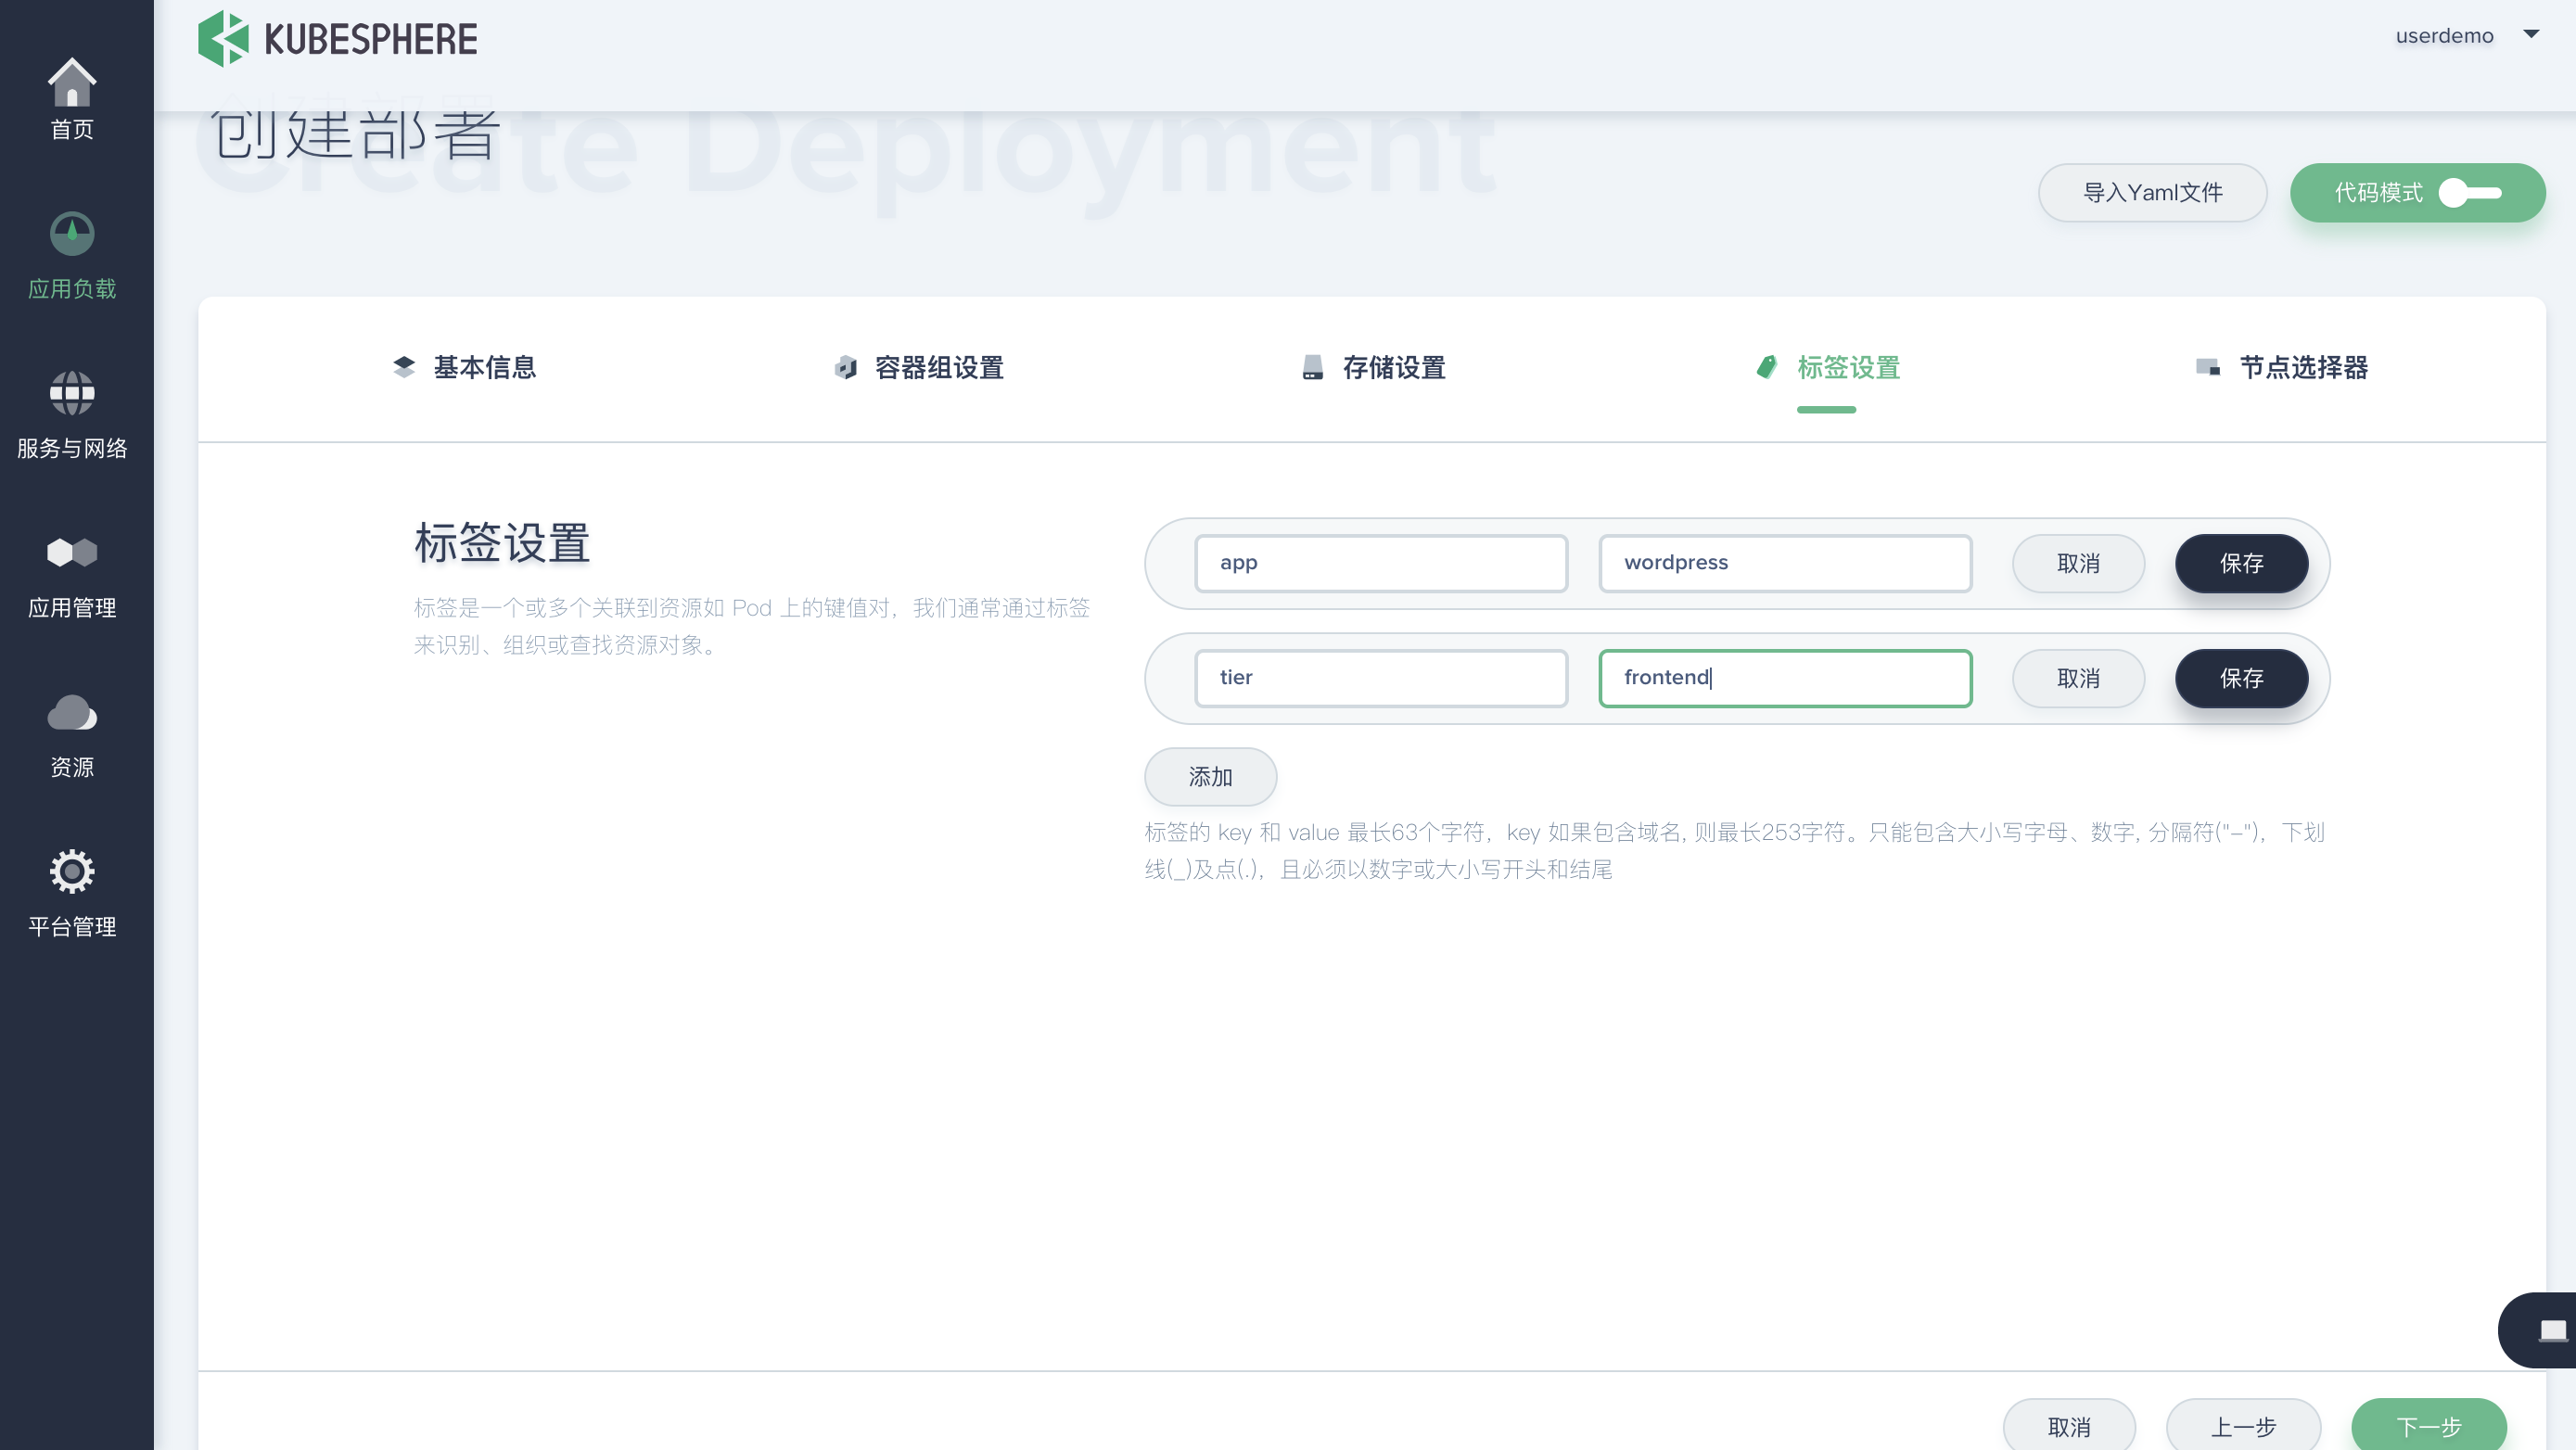 KUBESPHERE
userdemo
首页
应用负载
服务与网络
应用管理
资源
平台管理
Create Deployment
创建部署
导入Yaml文件
代码模式
基本信息
容器组设置
存储设置
标签设置
节点选择器
标签设置
标签是一个或多个关联到资源如 Pod 上的键值对，我们通常通过标签
来识别、组织或查找资源对象。
app
wordpress
取消
保存
tier
frontend
取消
保存
添加
标签的 key 和 value 最长63个字符，key 如果包含域名, 则最长253字符。只能包含大小写字母、数字, 分隔符("–")，下划
线(_)及点(.)，且必须以数字或大小写开头和结尾
取消
上一步
下一步